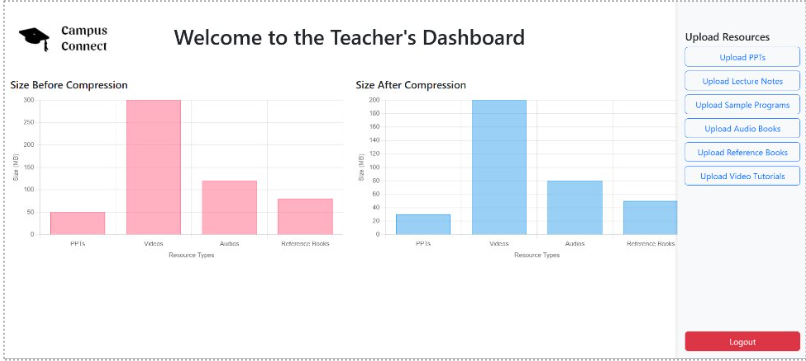 Campus
Connect
Welcome to the Teacher's Dashboard
Size Before Compression
300
250
200
150
100
50
0
Size (MB)
PPTs
Videos
Audios
Reference Books
Resource Types
Size After Compression
200
180
160
140
120
100
80
60
40
20
0
Size (MB)
PPTs
Videos
Audios
Reference Books
Resource Types
Upload Resources
Upload PPTs
Upload Lecture Notes
Upload Sample Programs
Upload Audio Books
Upload Reference Books
Upload Video Tutorials
Logout